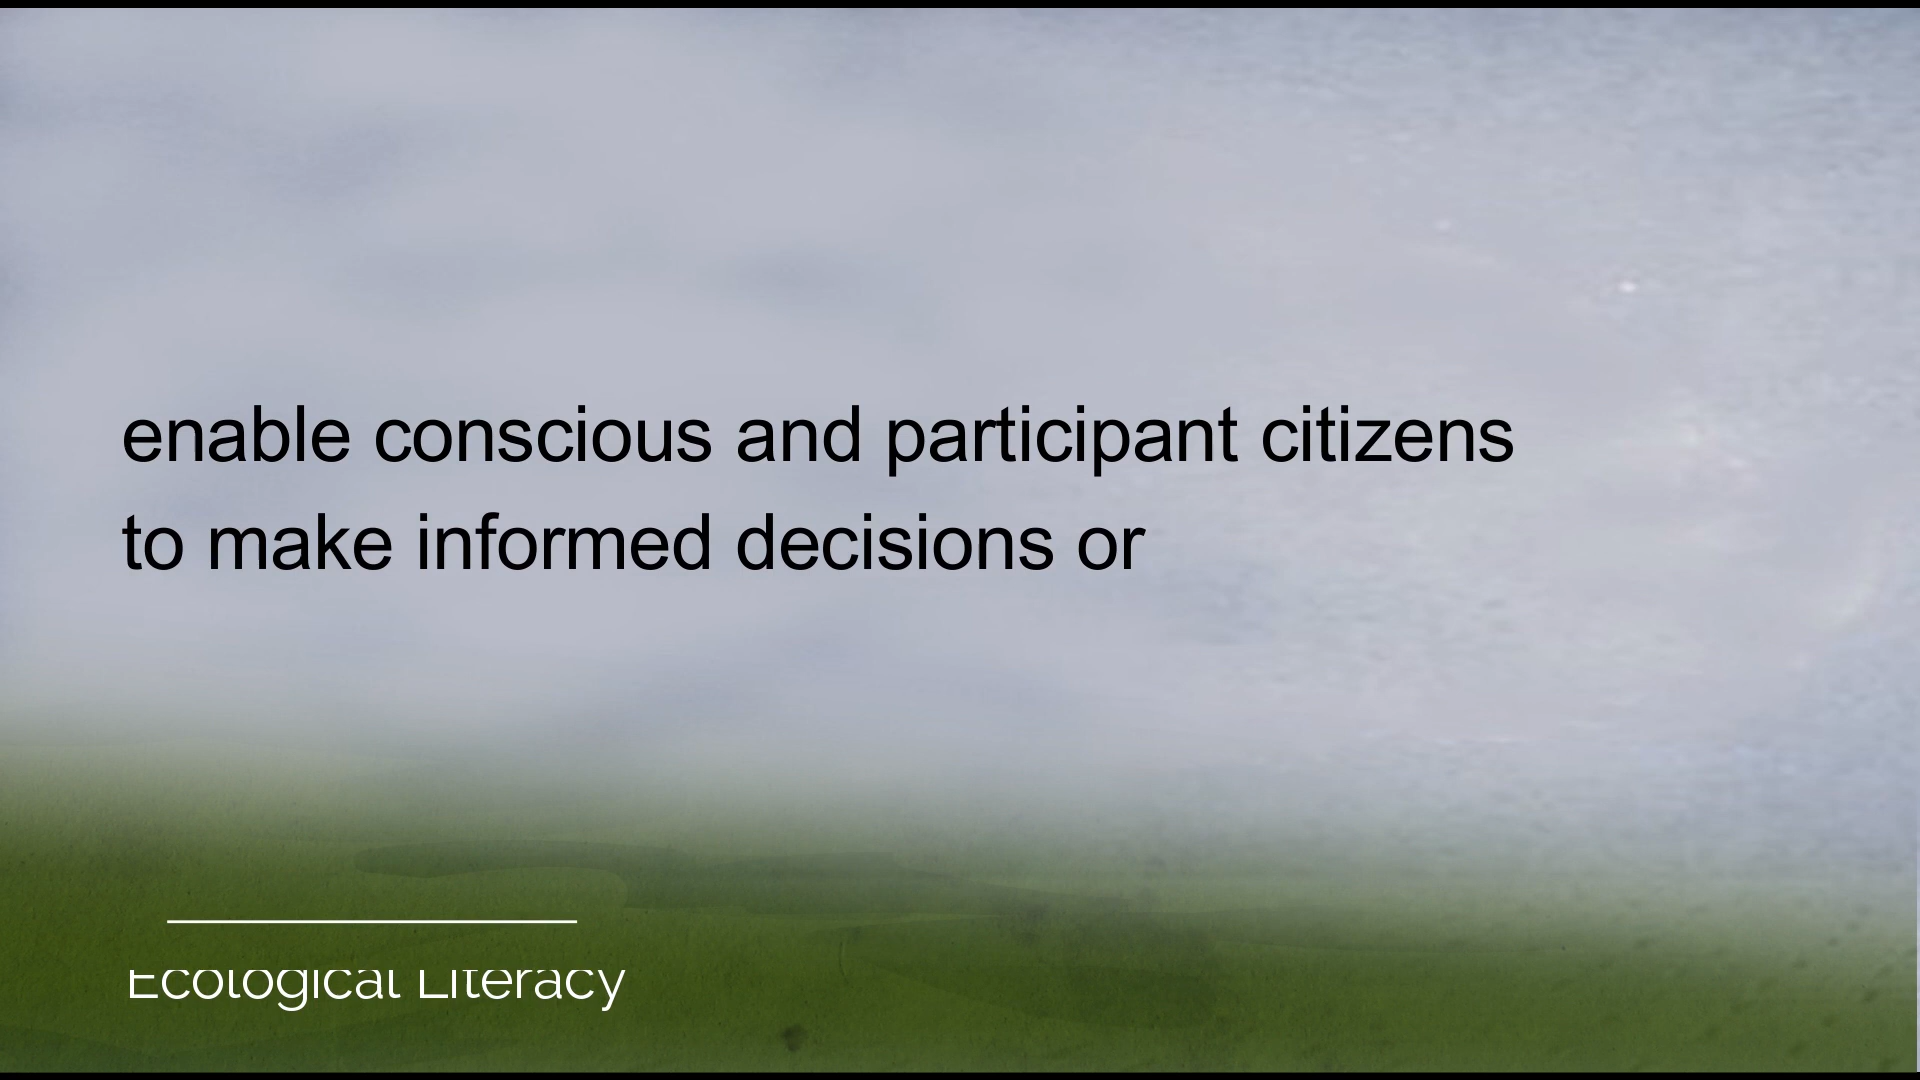 enable conscious and participant citizens
to make informed decisions or
Ecological Literacy